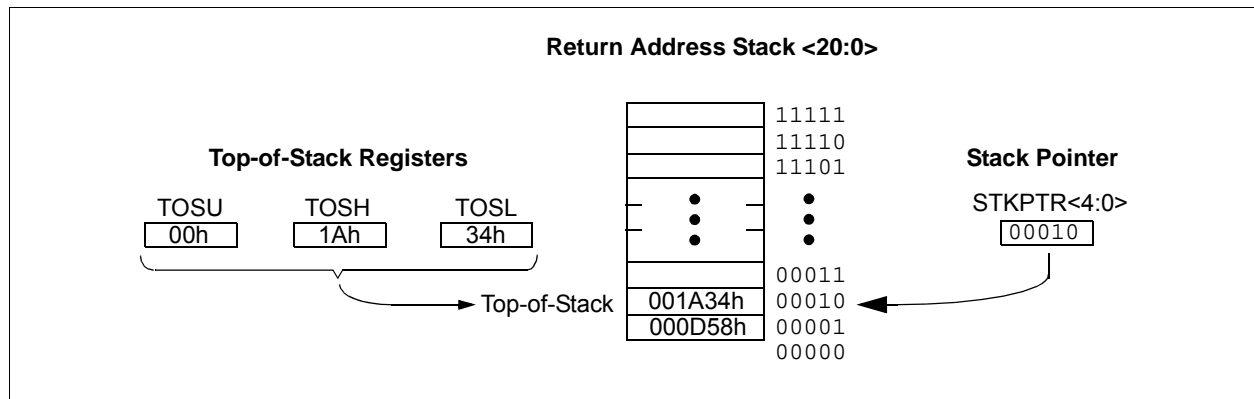 Return Address Stack <20:0>
11111
11110
Top-of-Stack Registers
11101
Stack Pointer
TOSU TOSH TOSL
STKPTR<4:0>
00h 1Ah 34h
00010
00011
Top-of-Stack 001A34h 00010
000D58h 00001
00000